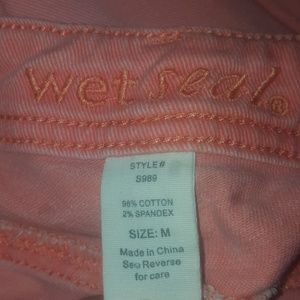 wet seal®
STYLE#
S989
98% COTTON
2% SPANDEX
SIZE: M
Made in China
See Reverse
for care